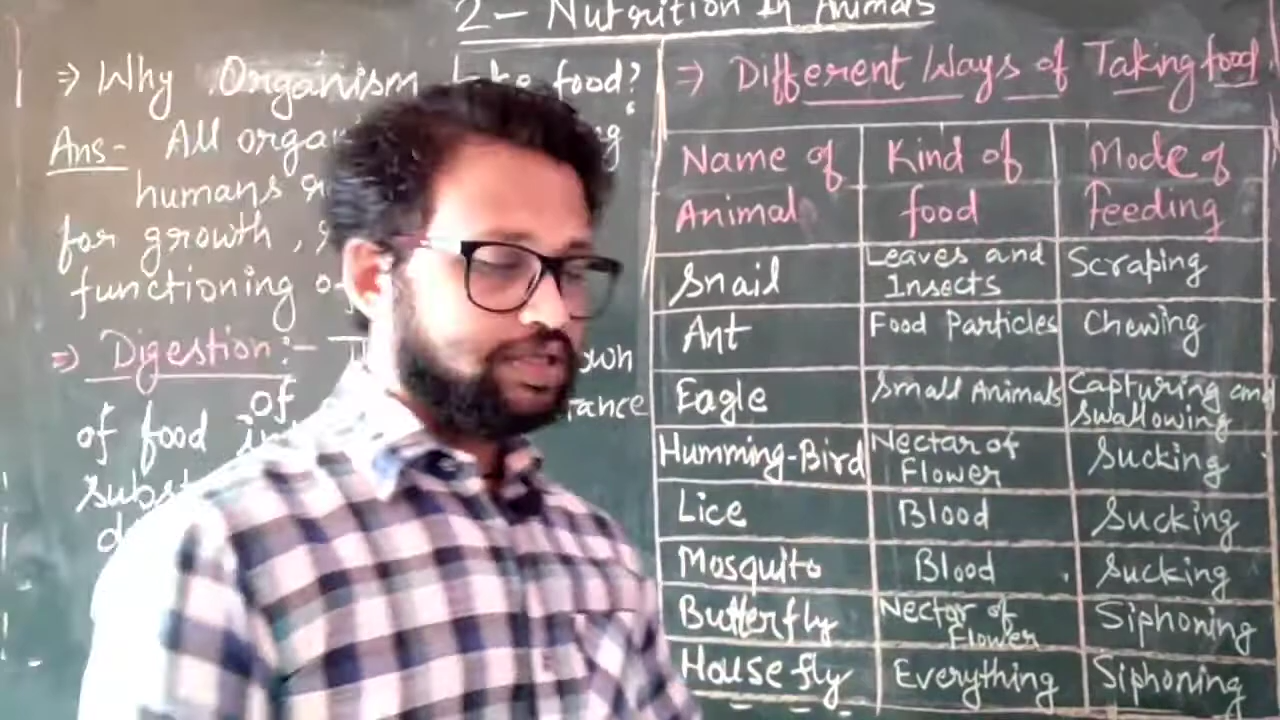 2 - Nutrition In Animals
⇒ Why Organism food?
Ans- All
humans
for growth,
functioning
⇒ Digestion:-
of
of food
⇒ Different Ways of Taking food
Name of Animal Kind of food Mode of feeding
Snail Leaves and Insects Scraping
Ant Food Particles Chewing
Eagle Small Animals Capturing and Swallowing
Humming-Bird Nectar of Flower Sucking
Lice Blood Sucking
Mosquito Blood Sucking
Butterfly Nector of Flower Siphoning
House fly Everything Siphoning